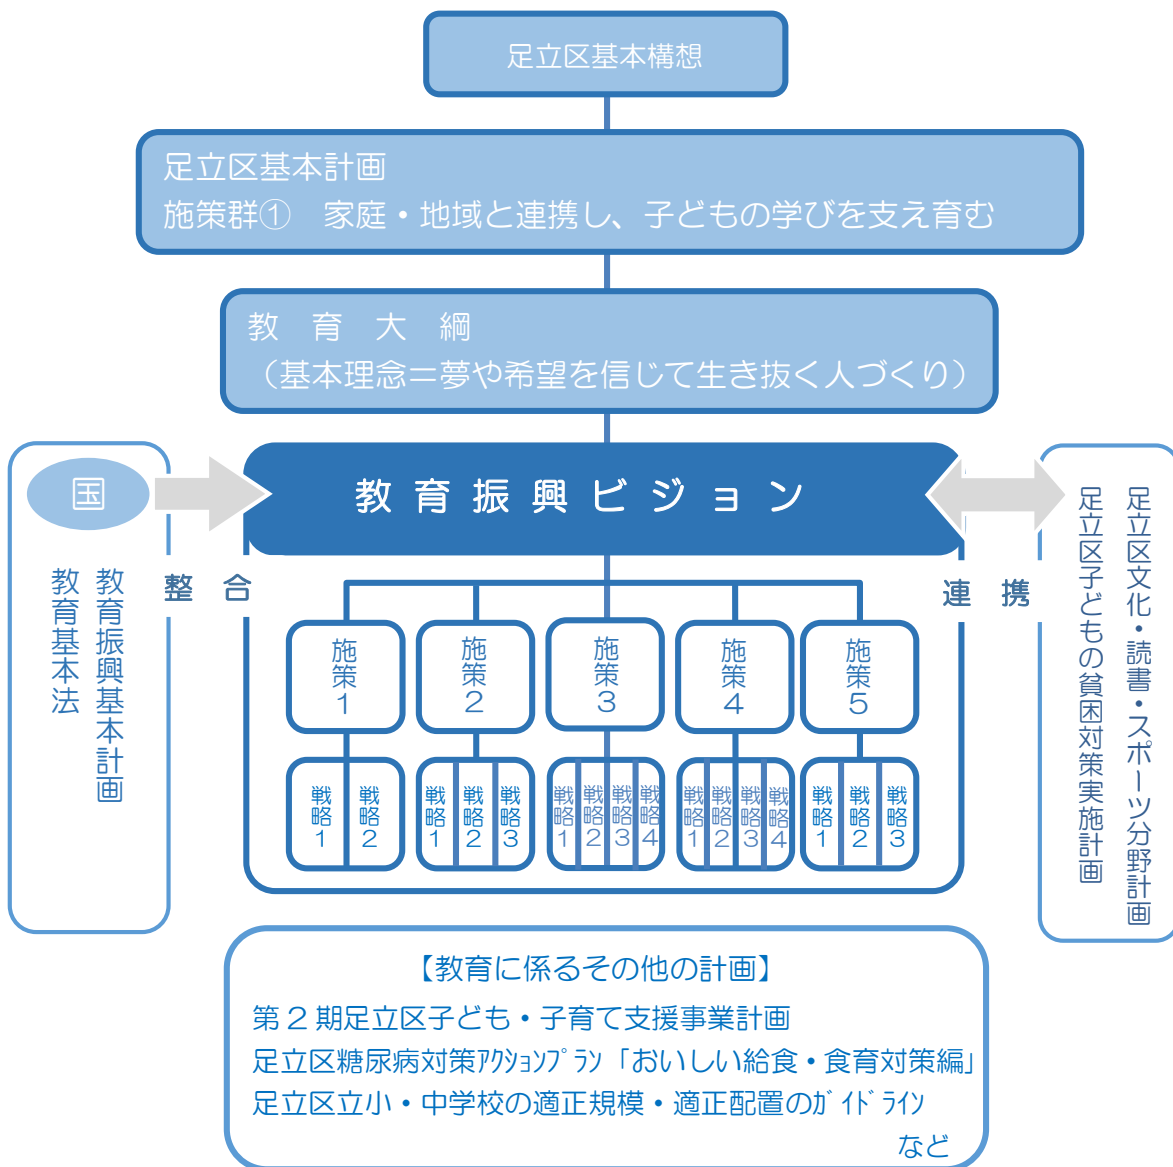 足立区基本構想
足立区基本計画
施策群① 家庭・地域と連携し、子どもの学びを支え育む
教 育 大 綱
（基本理念＝夢や希望を信じて生き抜く人づくり）
国
教育振興基本計画
教育基本法
整 合
教育振興ビジョン
連 携
足立区文化・読書・スポーツ分野計画
足立区子どもの貧困対策実施計画
施策1
施策2
施策3
施策4
施策5
戦略1
戦略2
戦略1
戦略2
戦略3
戦略1
戦略2
戦略3
戦略4
戦略1
戦略2
戦略3
戦略4
戦略1
戦略2
戦略3
【教育に係るその他の計画】
第２期足立区子ども・子育て支援事業計画
足立区糖尿病対策ｱｸｼｮﾝﾌﾟﾗﾝ「おいしい給食・食育対策編」
足立区立小・中学校の適正規模・適正配置のｶﾞｲﾄﾞﾗｲﾝ
など